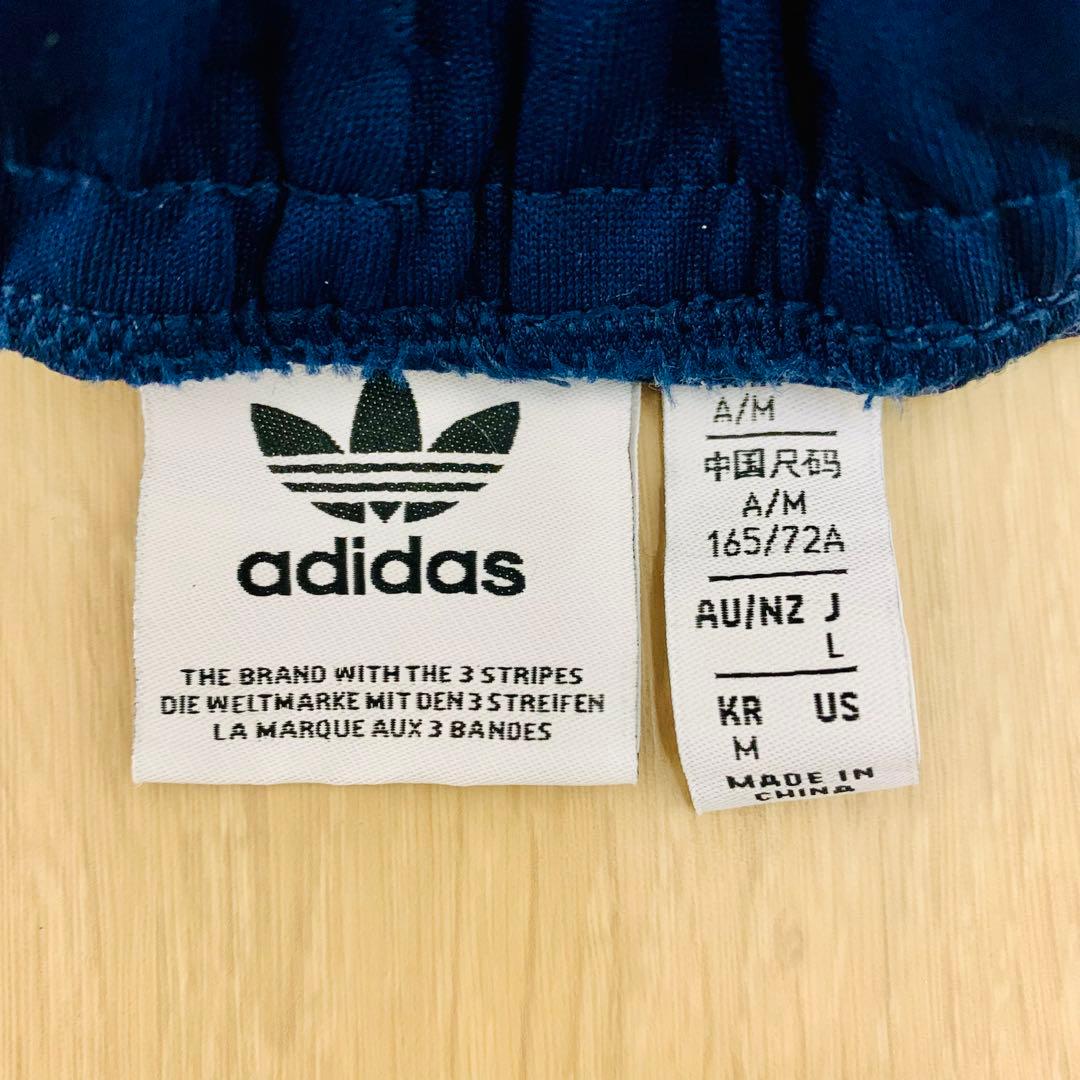 adidas
THE BRAND WITH THE 3 STRIPES
DIE WELTMARKE MIT DEN 3 STREIFEN
LA MARQUE AUX 3 BANDES
A/M
中国尺码
A/M
165/72A
AU/NZ J
L
KR US
M
MADE IN
CHINA